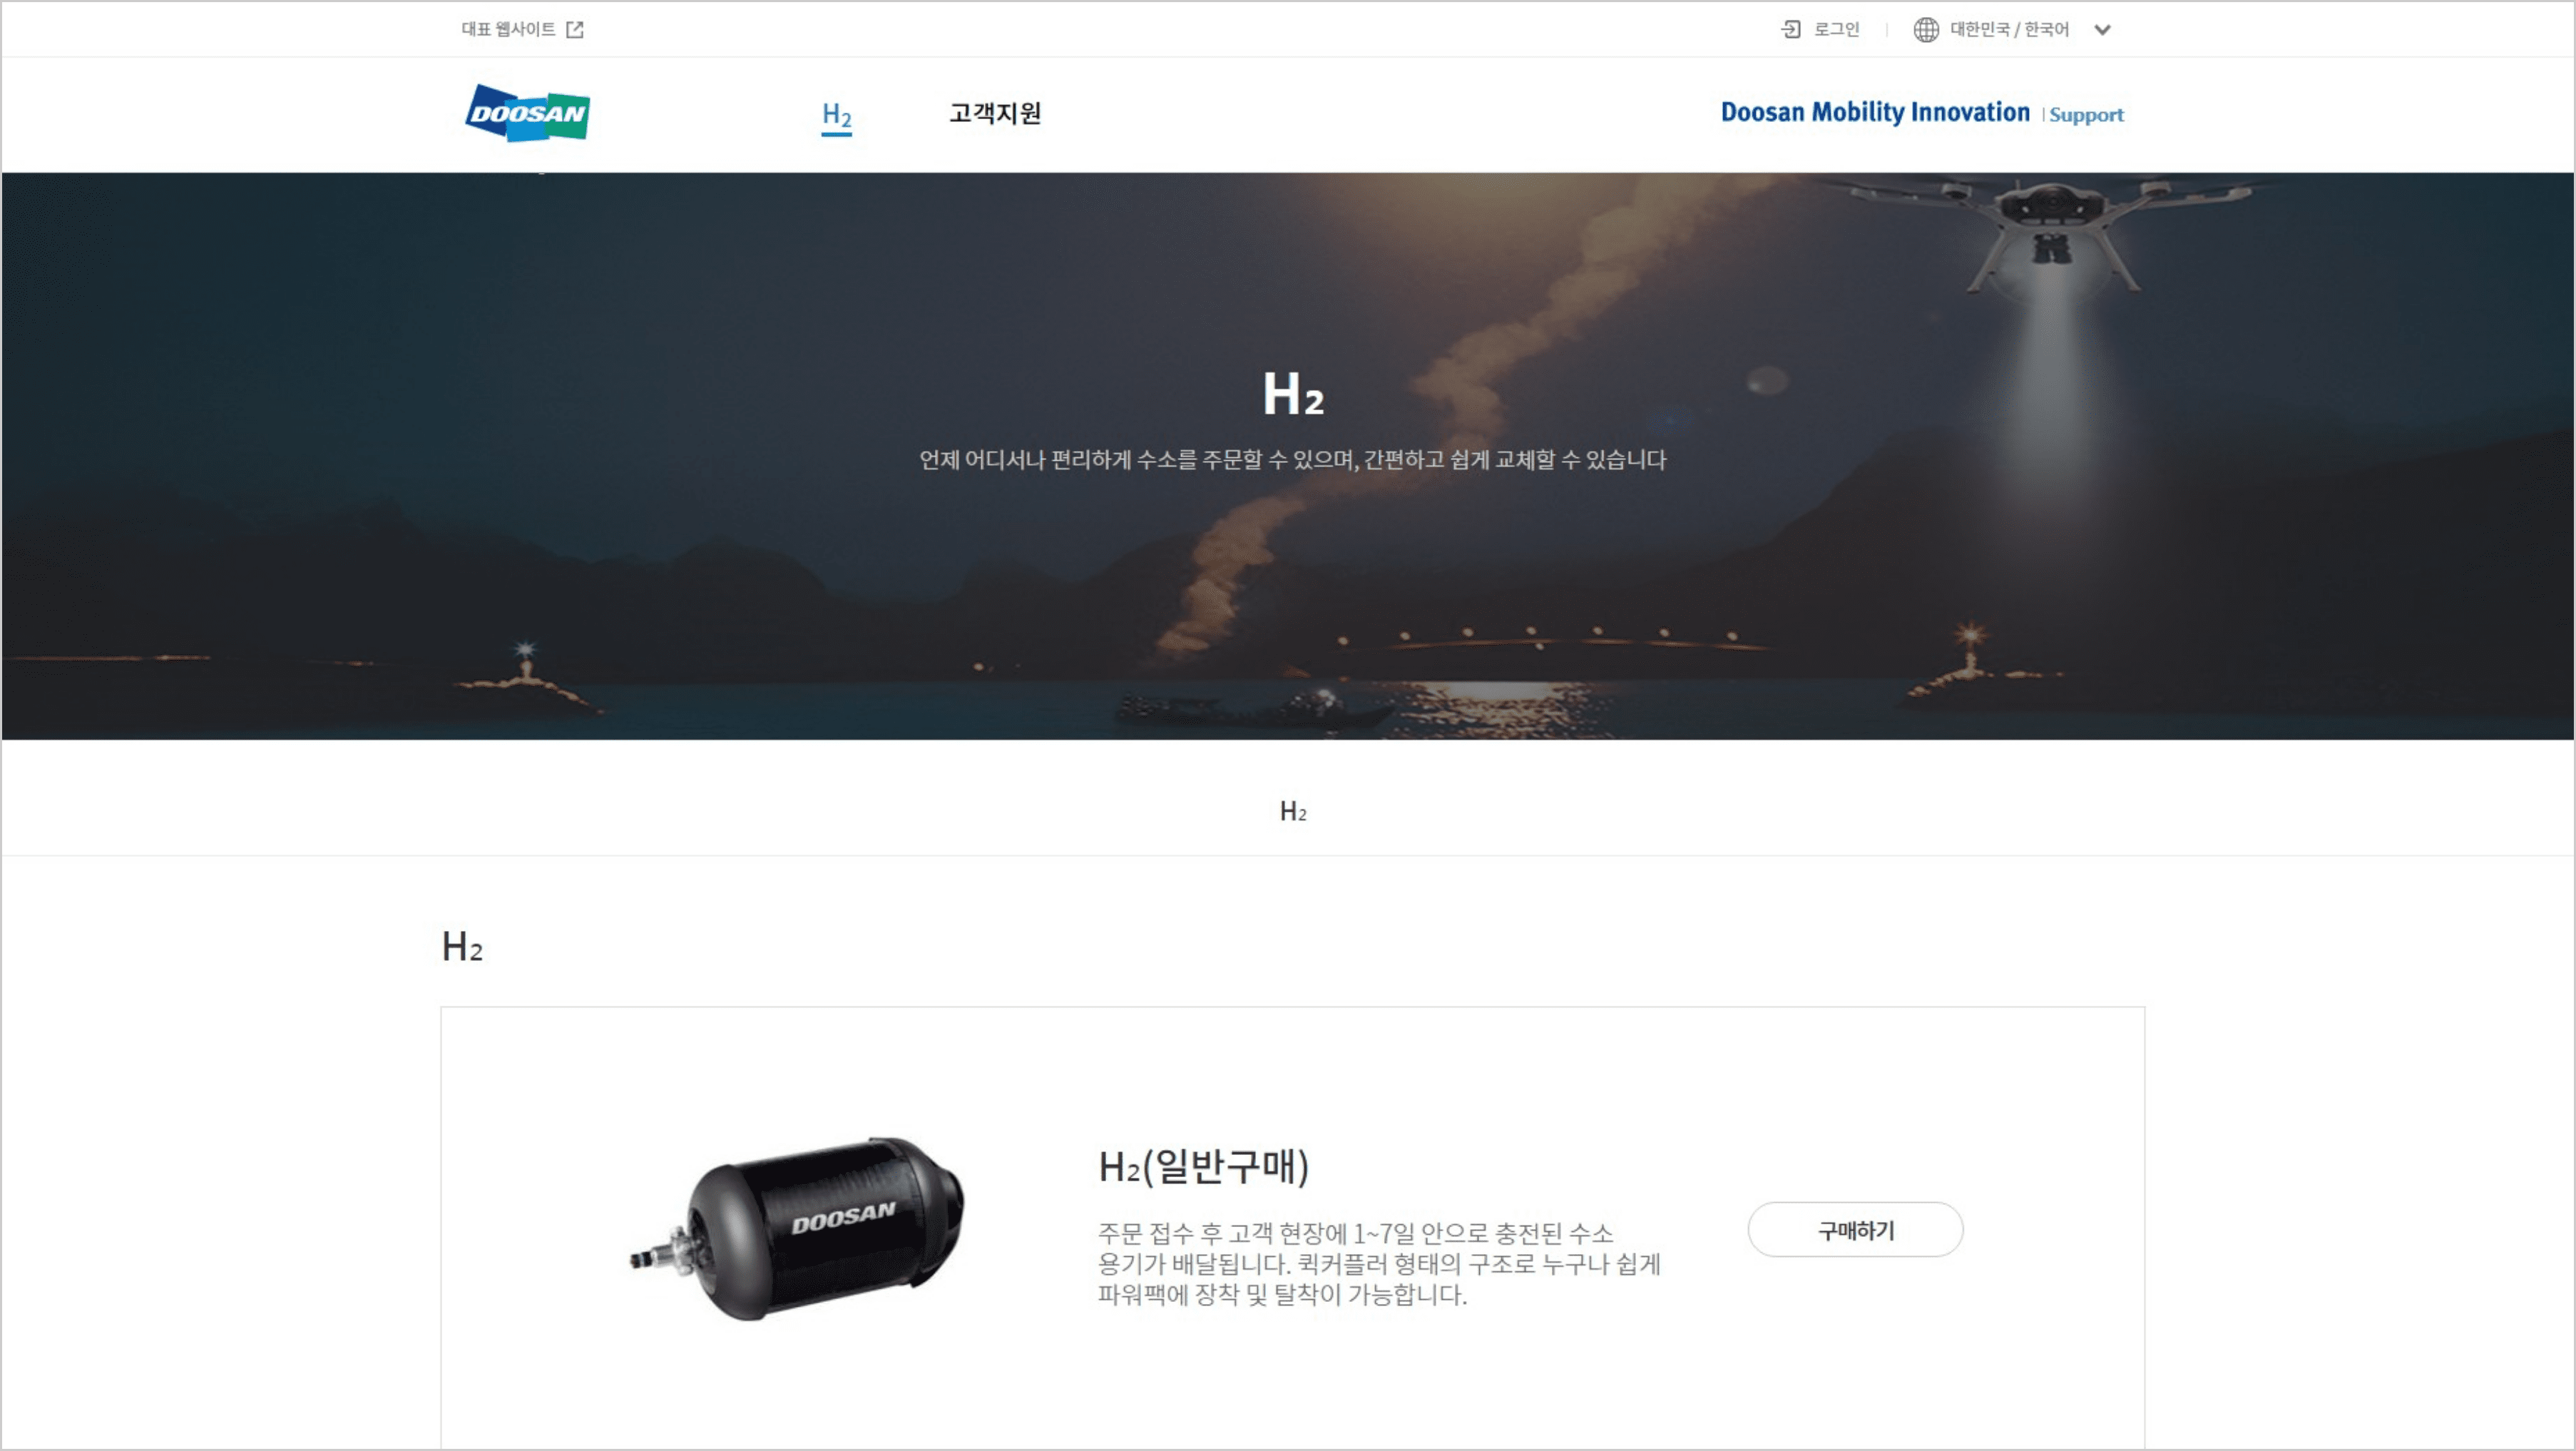 대표 웹사이트
로그인
대한민국 / 한국어
DOOSAN
H₂
고객지원
Doosan Mobility Innovation | Support
H₂
언제 어디서나 편리하게 수소를 주문할 수 있으며, 간편하고 쉽게 교체할 수 있습니다
H₂
H₂
DOOSAN
H₂(일반구매)
주문 접수 후 고객 현장에 1~7일 안으로 충전된 수소
용기가 배달됩니다. 퀵커플러 형태의 구조로 누구나 쉽게
파워팩에 장착 및 탈착이 가능합니다.
구매하기